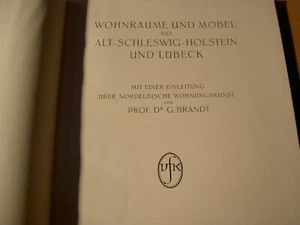 WOHNRÄUME UND MÖBEL
AUS
ALT-SCHLESWIG-HOLSTEIN
UND LÜBECK
MIT EINER EINLEITUNG
ÜBER NORDELBISCHE WOHNUNGSKUNST
VON
PROF. DR G. BRANDT
VfK